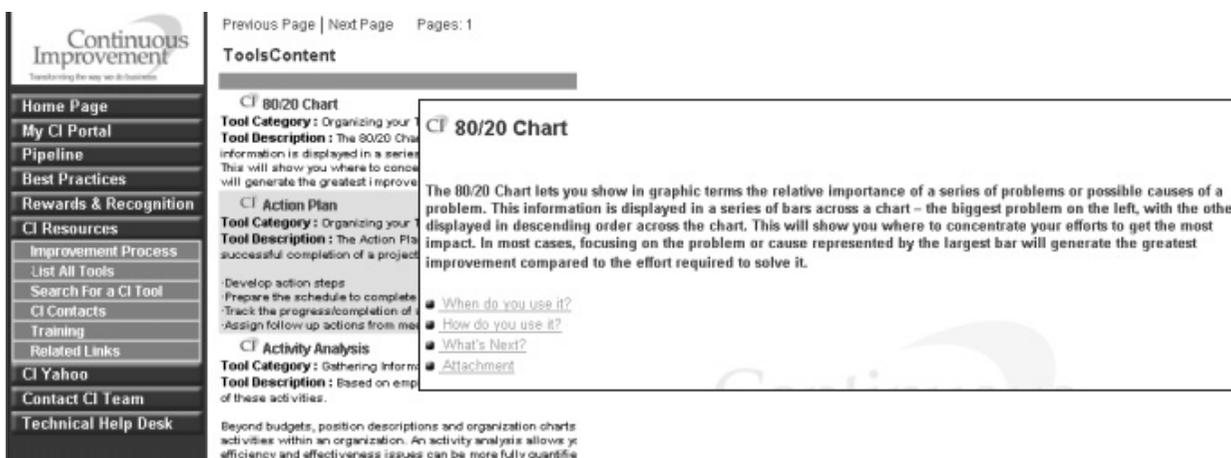 Continuous
Improvement
Transforming the way we do business
Home Page
My CI Portal
Pipeline
Best Practices
Rewards & Recognition
CI Resources
Improvement Process
List All Tools
Search For a CI Tool
CI Contacts
Training
Related Links
CI Yahoo
Contact CI Team
Technical Help Desk
Previous Page | Next Page Pages: 1
ToolsContent
CI 80/20 Chart
Tool Category : Organizing your
Tool Description : The 80/20 Cha
information is displayed in a series
This will show you where to conce
will generate the greatest improve
CI Action Plan
Tool Category : Organizing your
Tool Description : The Action Pla
successful completion of a project
·Develop action steps
·Prepare the schedule to complete
·Track the progress/completion of
·Assign follow up actions from mee
CI Activity Analysis
Tool Category : Gathering Inform
Tool Description : Based on emp
of these activities.
Beyond budgets, position descriptions and organization charts
activities within an organization. An activity analysis allows yo
efficiency and effectiveness issues can be more fully quantifie
CI 80/20 Chart
The 80/20 Chart lets you show in graphic terms the relative importance of a series of problems or possible causes of a
problem. This information is displayed in a series of bars across a chart – the biggest problem on the left, with the othe
displayed in descending order across the chart. This will show you where to concentrate your efforts to get the most
impact. In most cases, focusing on the problem or cause represented by the largest bar will generate the greatest
improvement compared to the effort required to solve it.
When do you use it?
How do you use it?
What's Next?
Attachment
Continuous